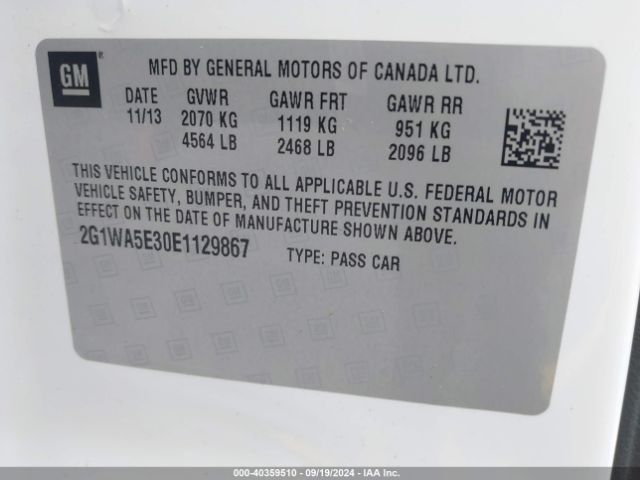 GM ®
MFD BY GENERAL MOTORS OF CANADA LTD.
DATE GVWR GAWR FRT GAWR RR
11/13 2070 KG 1119 KG 951 KG
4564 LB 2468 LB 2096 LB
THIS VEHICLE CONFORMS TO ALL APPLICABLE U.S. FEDERAL MOTOR
VEHICLE SAFETY, BUMPER, AND THEFT PREVENTION STANDARDS IN
EFFECT ON THE DATE OF MANUFACTURE SHOWN ABOVE.
2G1WA5E30E1129867 TYPE: PASS CAR
000-40359510 - 09/19/2024 - IAA Inc.